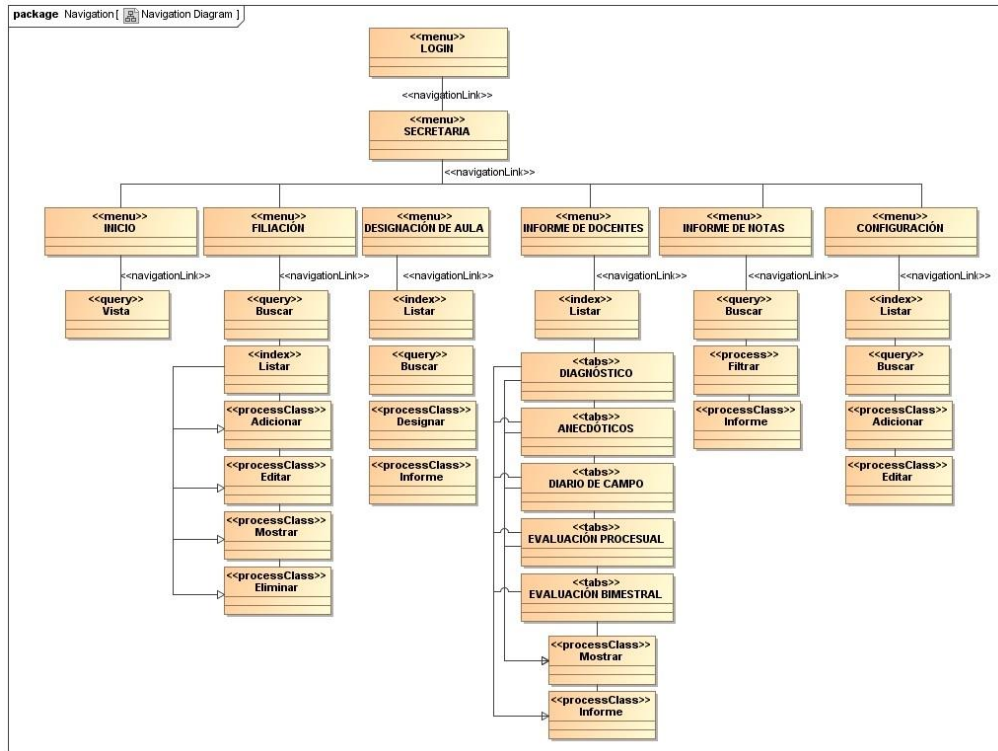 package Navigation [ Navigation Diagram ]
<<menu>>
LOGIN
<<navigationLink>>
<<menu>>
SECRETARIA
<<navigationLink>>
<<menu>>
INICIO
<<navigationLink>>
<<query>>
Vista
<<menu>>
FILIACIÓN
<<navigationLink>>
<<query>>
Buscar
<<index>>
Listar
<<processClass>>
Adicionar
<<processClass>>
Editar
<<processClass>>
Mostrar
<<processClass>>
Eliminar
<<menu>>
DESIGNACIÓN DE AULA
<<navigationLink>>
<<index>>
Listar
<<query>>
Buscar
<<processClass>>
Designar
<<processClass>>
Informe
<<menu>>
INFORME DE DOCENTES
<<navigationLink>>
<<index>>
Listar
<<tabs>>
DIAGNÓSTICO
<<tabs>>
ANECDÓTICOS
<<tabs>>
DIARIO DE CAMPO
<<tabs>>
EVALUACIÓN PROCESUAL
<<tabs>>
EVALUACIÓN BIMESTRAL
<<processClass>>
Mostrar
<<processClass>>
Informe
<<menu>>
INFORME DE NOTAS
<<navigationLink>>
<<query>>
Buscar
<<process>>
Filtrar
<<processClass>>
Informe
<<menu>>
CONFIGURACIÓN
<<navigationLink>>
<<index>>
Listar
<<query>>
Buscar
<<processClass>>
Adicionar
<<processClass>>
Editar